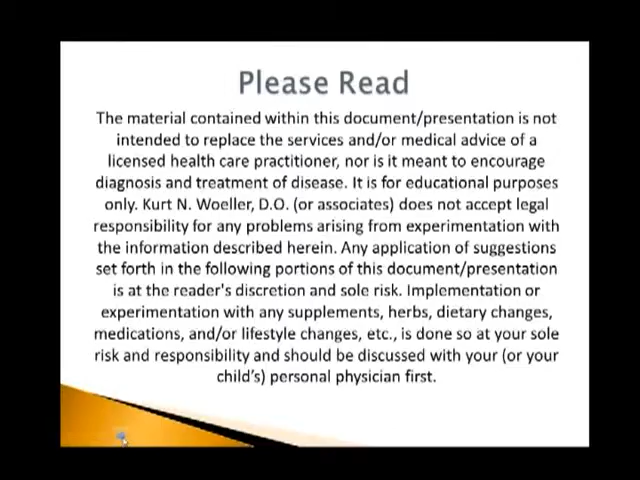 Please Read
The material contained within this document/presentation is not
intended to replace the services and/or medical advice of a
licensed health care practitioner, nor is it meant to encourage
diagnosis and treatment of disease. It is for educational purposes
only. Kurt N. Woeller, D.O. (or associates) does not accept legal
responsibility for any problems arising from experimentation with
the information described herein. Any application of suggestions
set forth in the following portions of this document/presentation
is at the reader's discretion and sole risk. Implementation or
experimentation with any supplements, herbs, dietary changes,
medications, and/or lifestyle changes, etc., is done so at your sole
risk and responsibility and should be discussed with your (or your
child's) personal physician first.